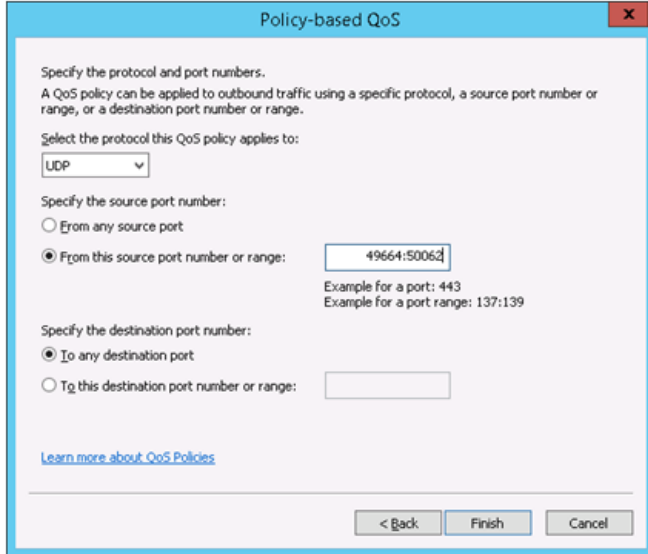 Policy-based QoS
x
Specify the protocol and port numbers.
A QoS policy can be applied to outbound traffic using a specific protocol, a source port number or
range, or a destination port number or range.
Select the protocol this QoS policy applies to:
UDP
Specify the source port number:
From any source port
From this source port number or range:
49664:50062
Example for a port: 443
Example for a port range: 137:139
Specify the destination port number:
To any destination port
To this destination port number or range:
Learn more about QoS Policies
< Back
Finish
Cancel